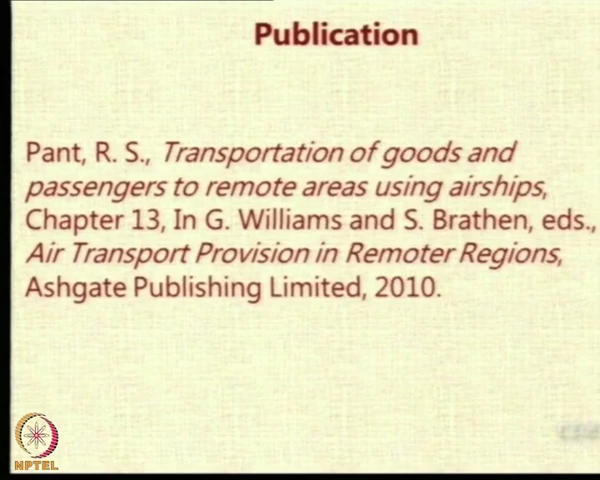 Publication
Pant, R. S., Transportation of goods and
passengers to remote areas using airships,
Chapter 13, In G. Williams and S. Brathen, eds.,
Air Transport Provision in Remoter Regions,
Ashgate Publishing Limited, 2010.
NPTEL